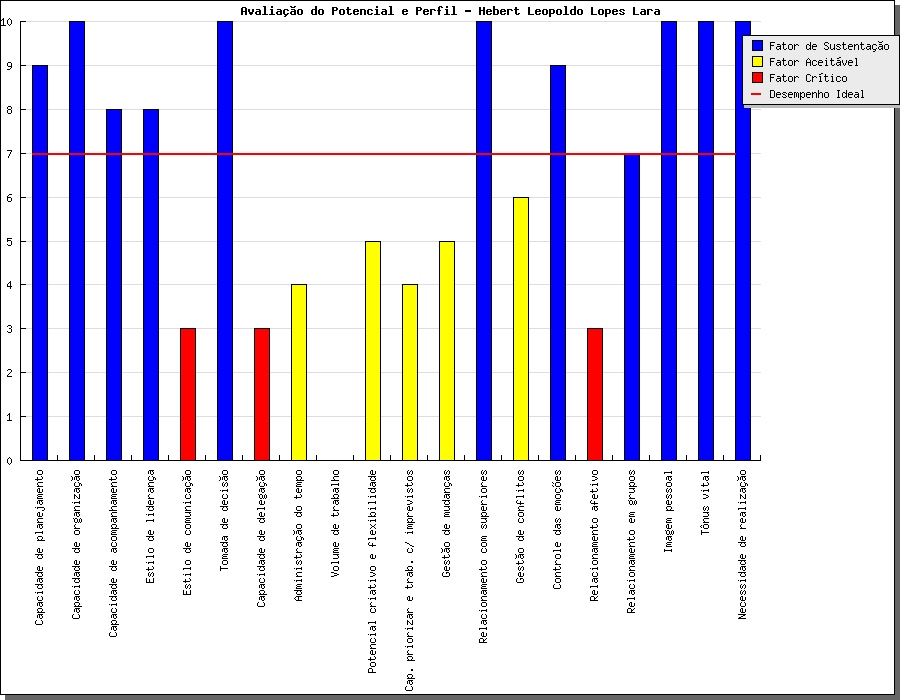 Avaliação do Potencial e Perfil - Hebert Leopoldo Lopes Lara
10
9
8
7
6
5
4
3
2
1
0
Fator de Sustentação
Fator Aceitável
Fator Crítico
Desempenho Ideal
Capacidade de planejamento
Capacidade de organização
Capacidade de acompanhamento
Estilo de liderança
Estilo de comunicação
Tomada de decisão
Capacidade de delegação
Administração do tempo
Volume de trabalho
Potencial criativo e flexibilidade
Cap. priorizar e trab. c/ imprevistos
Gestão de mudanças
Relacionamento com superiores
Gestão de conflitos
Controle das emoções
Relacionamento afetivo
Relacionamento em grupos
Imagem pessoal
Tônus vital
Necessidade de realização